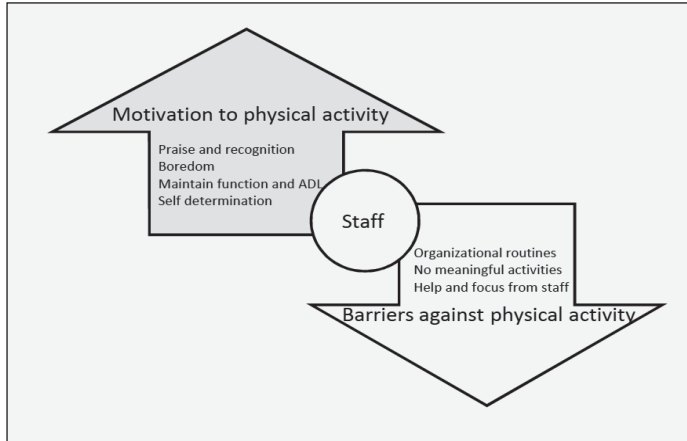 Motivation to physical activity
Praise and recognition
Boredom
Maintain function and ADL
Self determination
Staff
Organizational routines
No meaningful activities
Help and focus from staff
Barriers against physical activity